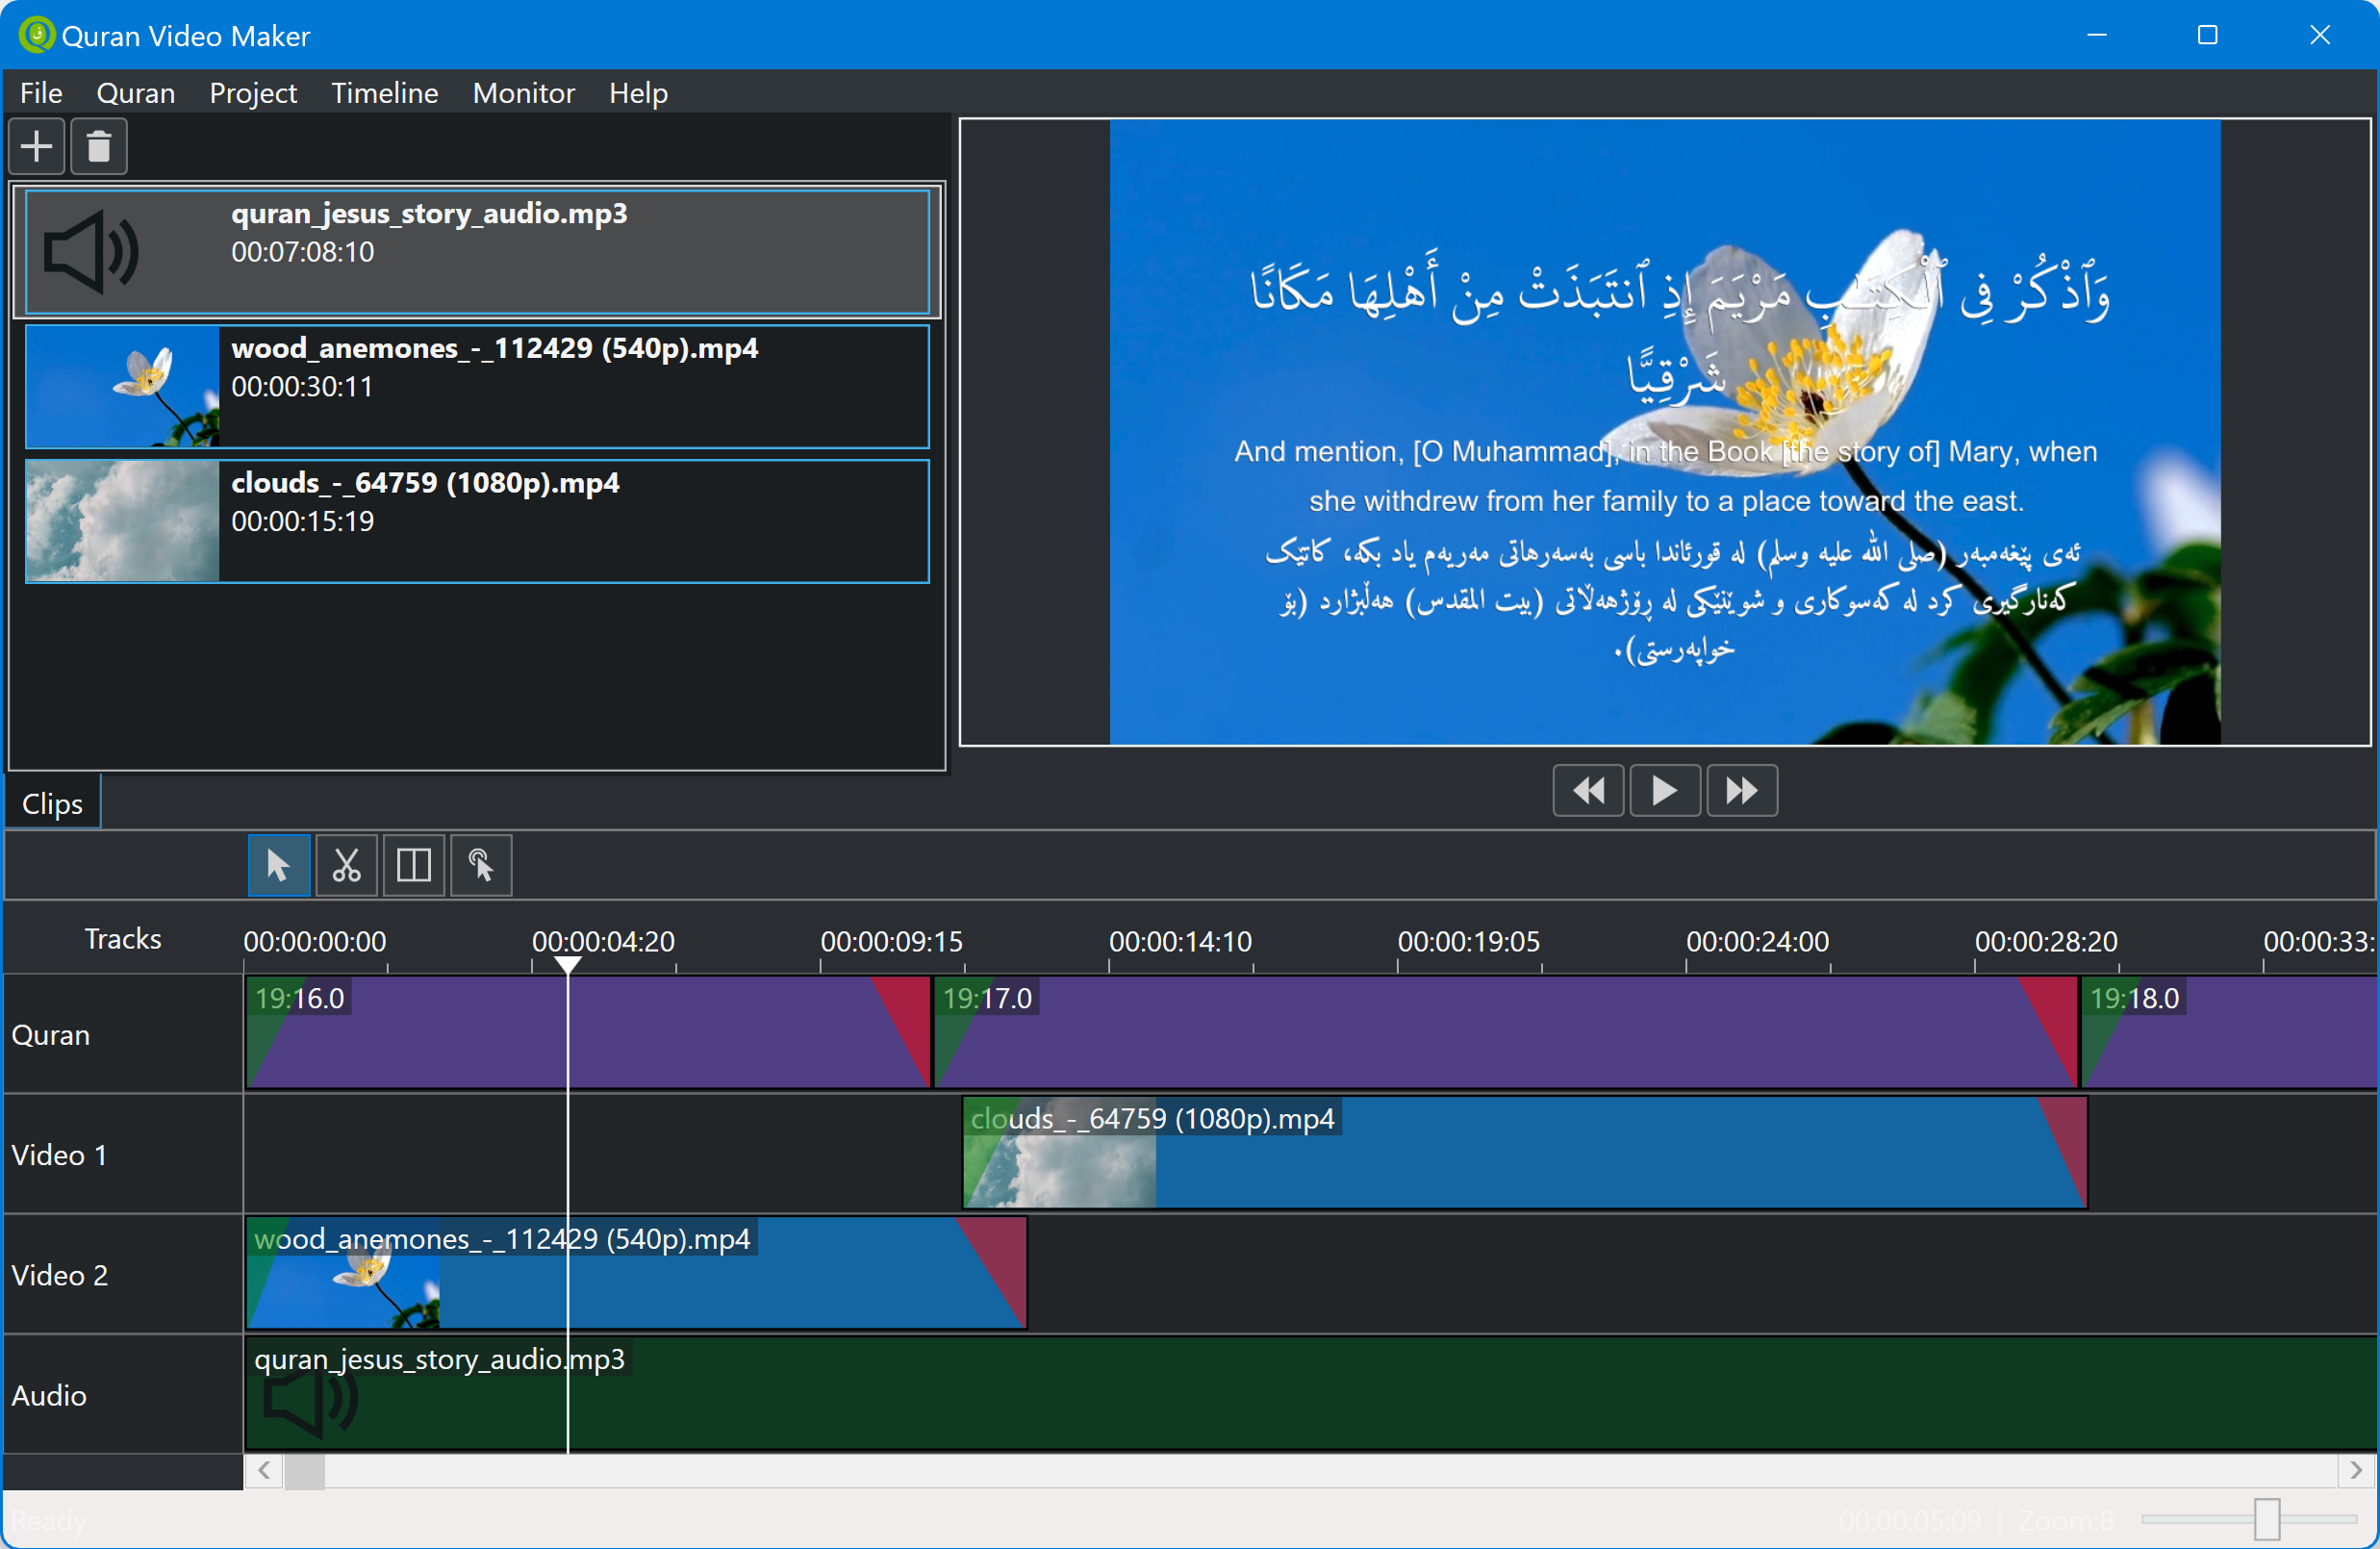 Quran Video Maker
File Quran Project Timeline Monitor Help
quran_jesus_story_audio.mp3
00:07:08:10
wood_anemones_-_112429 (540p).mp4
00:00:30:11
clouds_-_64759 (1080p).mp4
00:00:15:19
Clips
وَٱذْكُرْ فِى ٱلْكِتَـٰبِ مَرْيَمَ إِذِ ٱنتَبَذَتْ مِنْ أَهْلِهَا مَكَانًا
شَرْقِيًّا
And mention, [O Muhammad], in the Book [the story of] Mary, when
she withdrew from her family to a place toward the east.
ئەی پێغەمبەر (صلى الله عليه وسلم) لە قورئاندا باسی بەسەرهاتی مەریەم یاد بکە، کاتێک
کەنارگیری کرد لە کەسوکاری و شوێنێکی لە ڕۆژهەڵاتی (بیت المقدس) هەڵبژارد (بۆ
خواپەرستی).
Tracks 00:00:00:00 00:00:04:20 00:00:09:15 00:00:14:10 00:00:19:05 00:00:24:00 00:00:28:20 00:00:33:
Quran 19:16.0 19:17.0 19:18.0
Video 1 clouds_-_64759 (1080p).mp4
Video 2 wood_anemones_-_112429 (540p).mp4
Audio quran_jesus_story_audio.mp3
Ready 00:00:05:09 | Zoom:8